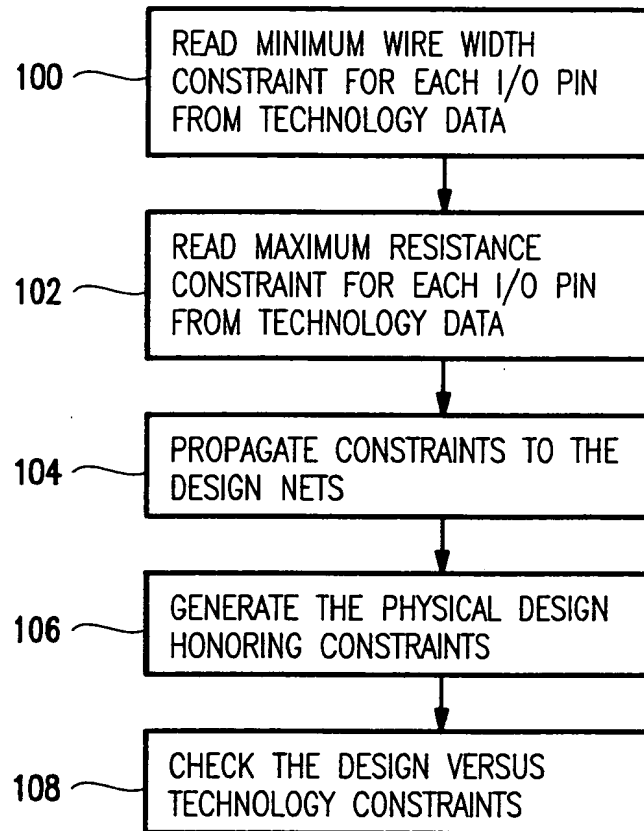 100
READ MINIMUM WIRE WIDTH
CONSTRAINT FOR EACH I/O PIN
FROM TECHNOLOGY DATA
102
READ MAXIMUM RESISTANCE
CONSTRAINT FOR EACH I/O PIN
FROM TECHNOLOGY DATA
104
PROPAGATE CONSTRAINTS TO THE
DESIGN NETS
106
GENERATE THE PHYSICAL DESIGN
HONORING CONSTRAINTS
108
CHECK THE DESIGN VERSUS
TECHNOLOGY CONSTRAINTS